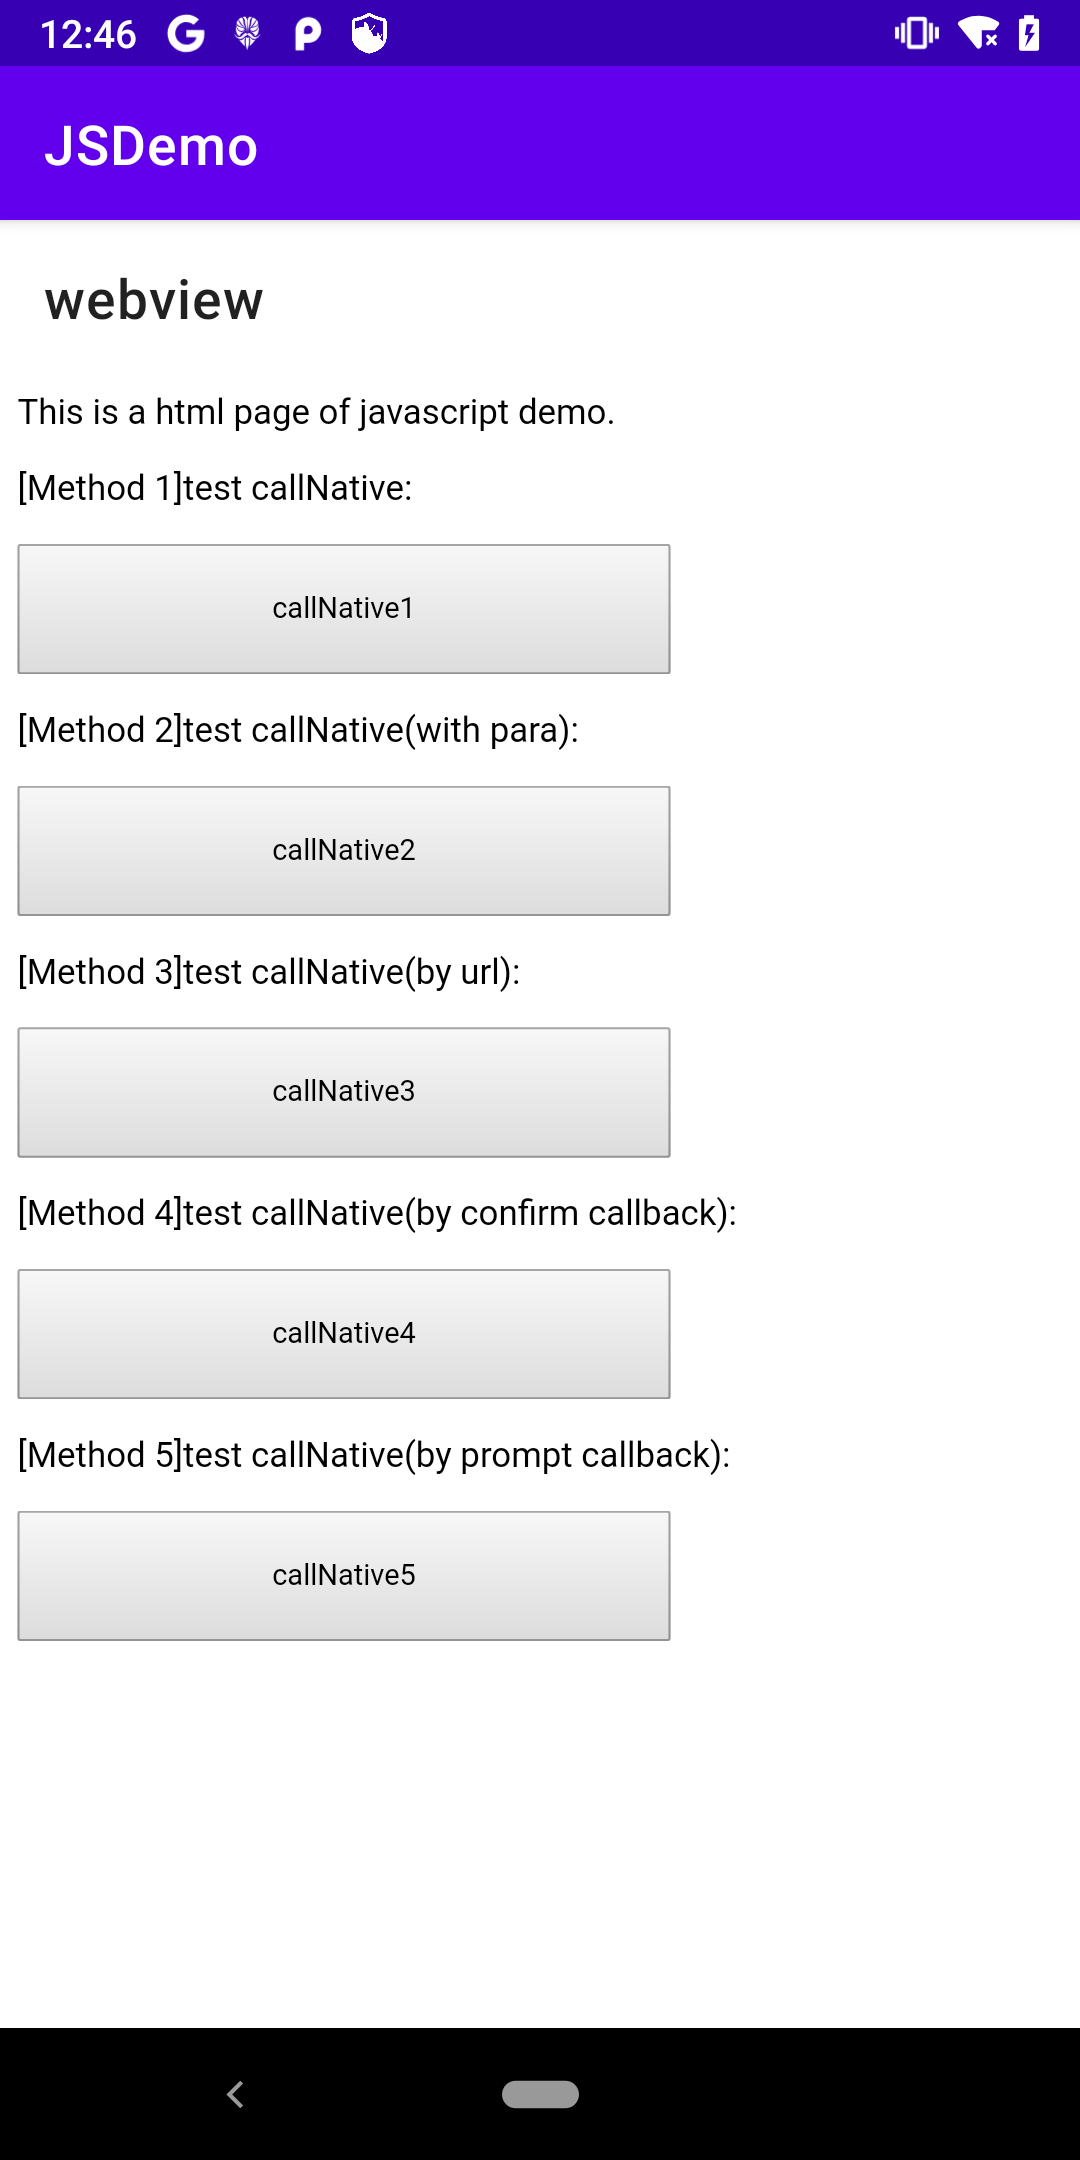 12:46
JSDemo
webview
This is a html page of javascript demo.
[Method 1]test callNative:
callNative1
[Method 2]test callNative(with para):
callNative2
[Method 3]test callNative(by url):
callNative3
[Method 4]test callNative(by confirm callback):
callNative4
[Method 5]test callNative(by prompt callback):
callNative5